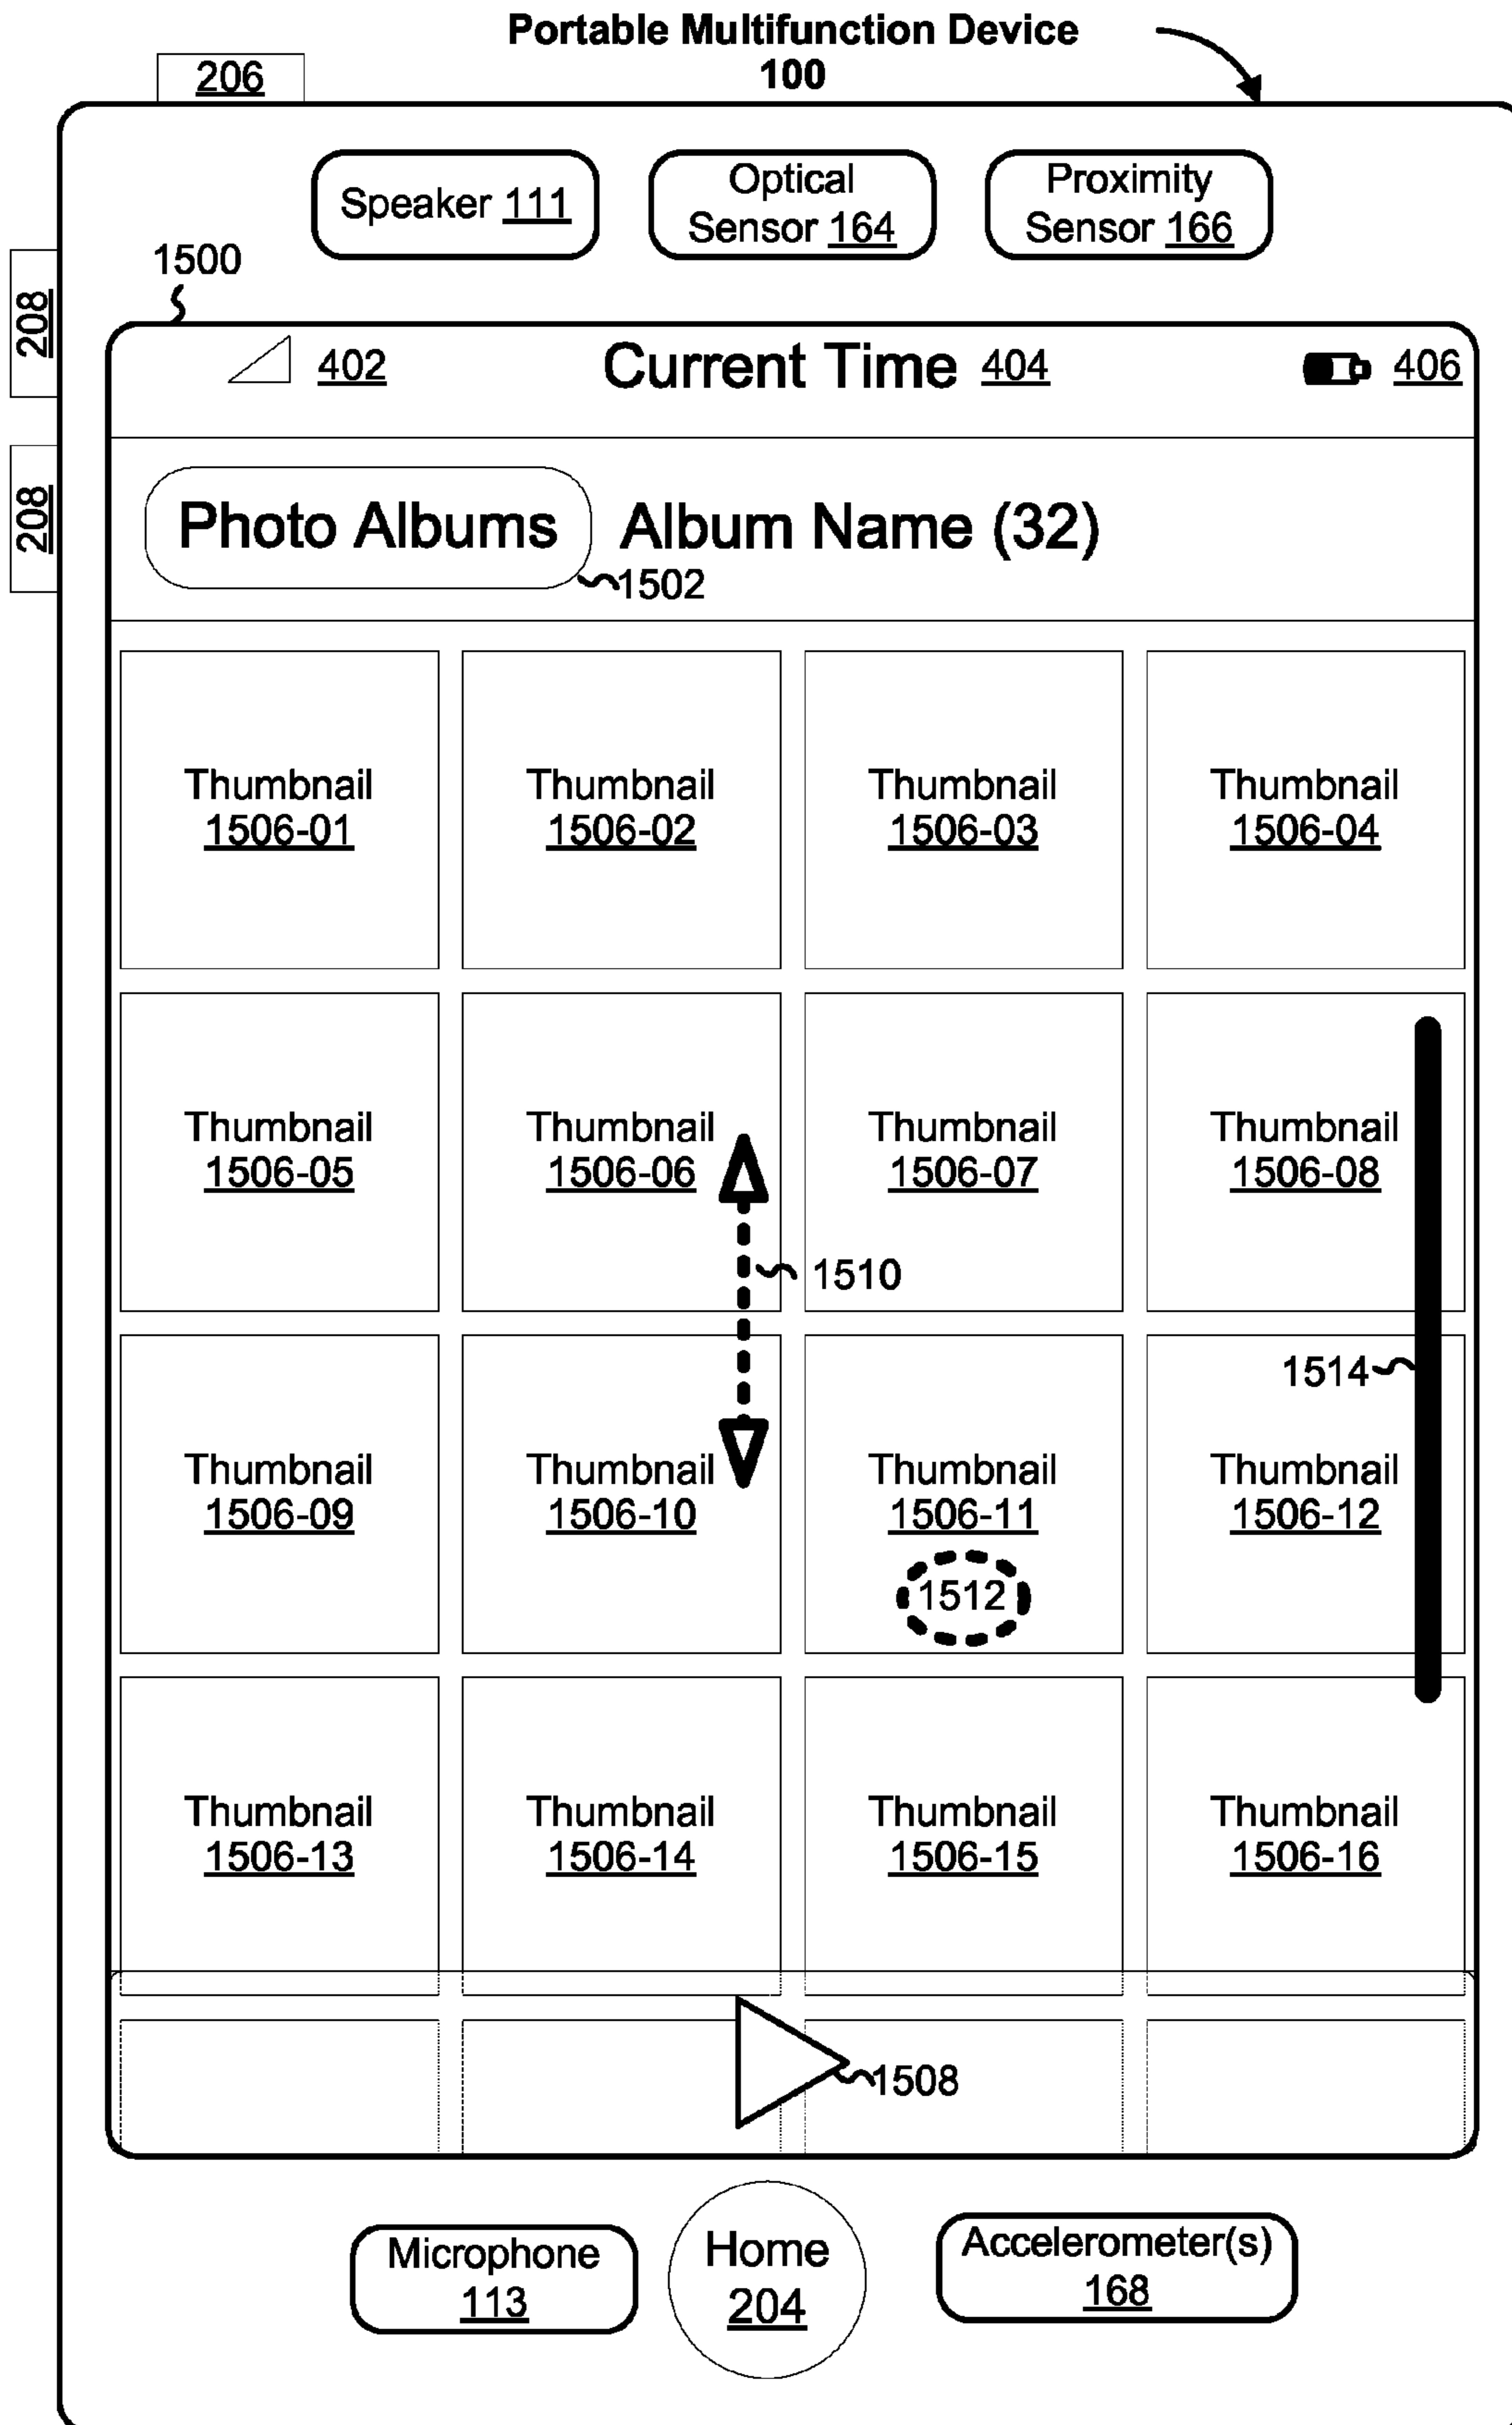 Portable Multifunction Device
100
206
Speaker 111
Optical
Sensor 164
Proximity
Sensor 166
1500
208
208
402
Current Time 404
406
Photo Albums
Album Name (32)
1502
Thumbnail
1506-01
Thumbnail
1506-02
Thumbnail
1506-03
Thumbnail
1506-04
Thumbnail
1506-05
Thumbnail
1506-06
Thumbnail
1506-07
Thumbnail
1506-08
1510
1514
Thumbnail
1506-09
Thumbnail
1506-10
Thumbnail
1506-11
1512
Thumbnail
1506-12
Thumbnail
1506-13
Thumbnail
1506-14
Thumbnail
1506-15
Thumbnail
1506-16
1508
Microphone
113
Home
204
Accelerometer(s)
168